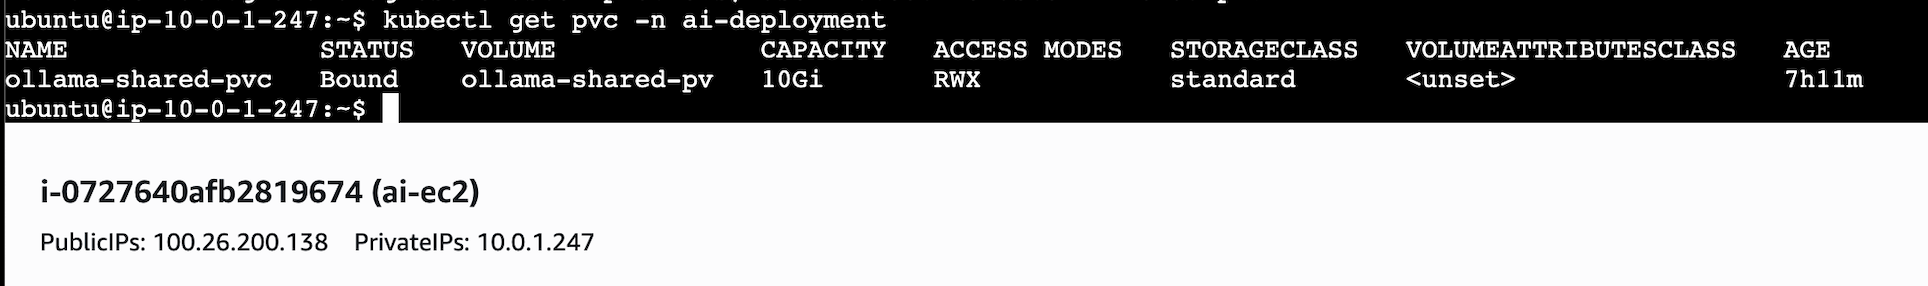 ubuntu@ip-10-0-1-247:~$ kubectl get pvc -n ai-deployment
NAME STATUS VOLUME CAPACITY ACCESS MODES STORAGECLASS VOLUMEATTRIBUTESCLASS AGE
ollama-shared-pvc Bound ollama-shared-pv 10Gi RWX standard <unset> 7h11m
ubuntu@ip-10-0-1-247:~$
i-0727640afb2819674 (ai-ec2)
PublicIPs: 100.26.200.138 PrivateIPs: 10.0.1.247